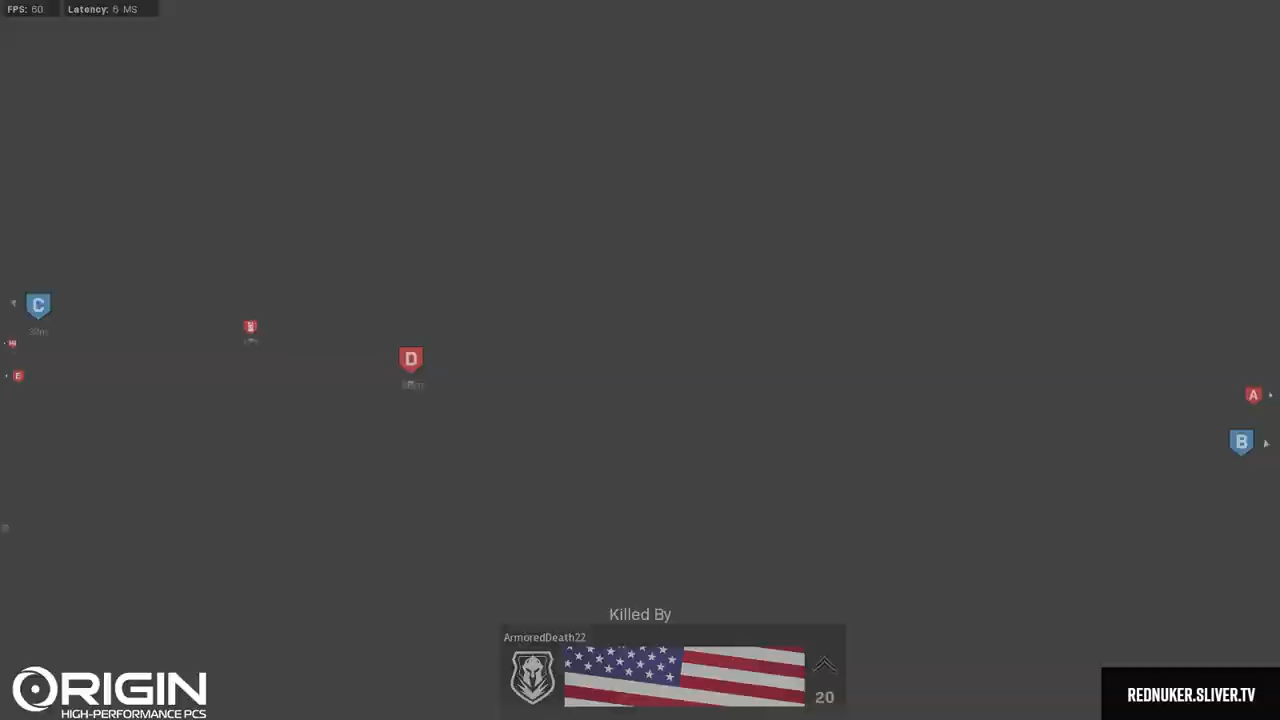 FPS: 60
Latency: 6 MS
C
D
E
A
B
Killed By
ArmoredDeath22
20
ORIGIN
HIGH-PERFORMANCE PCS
REDNUKER.SLIVER.TV